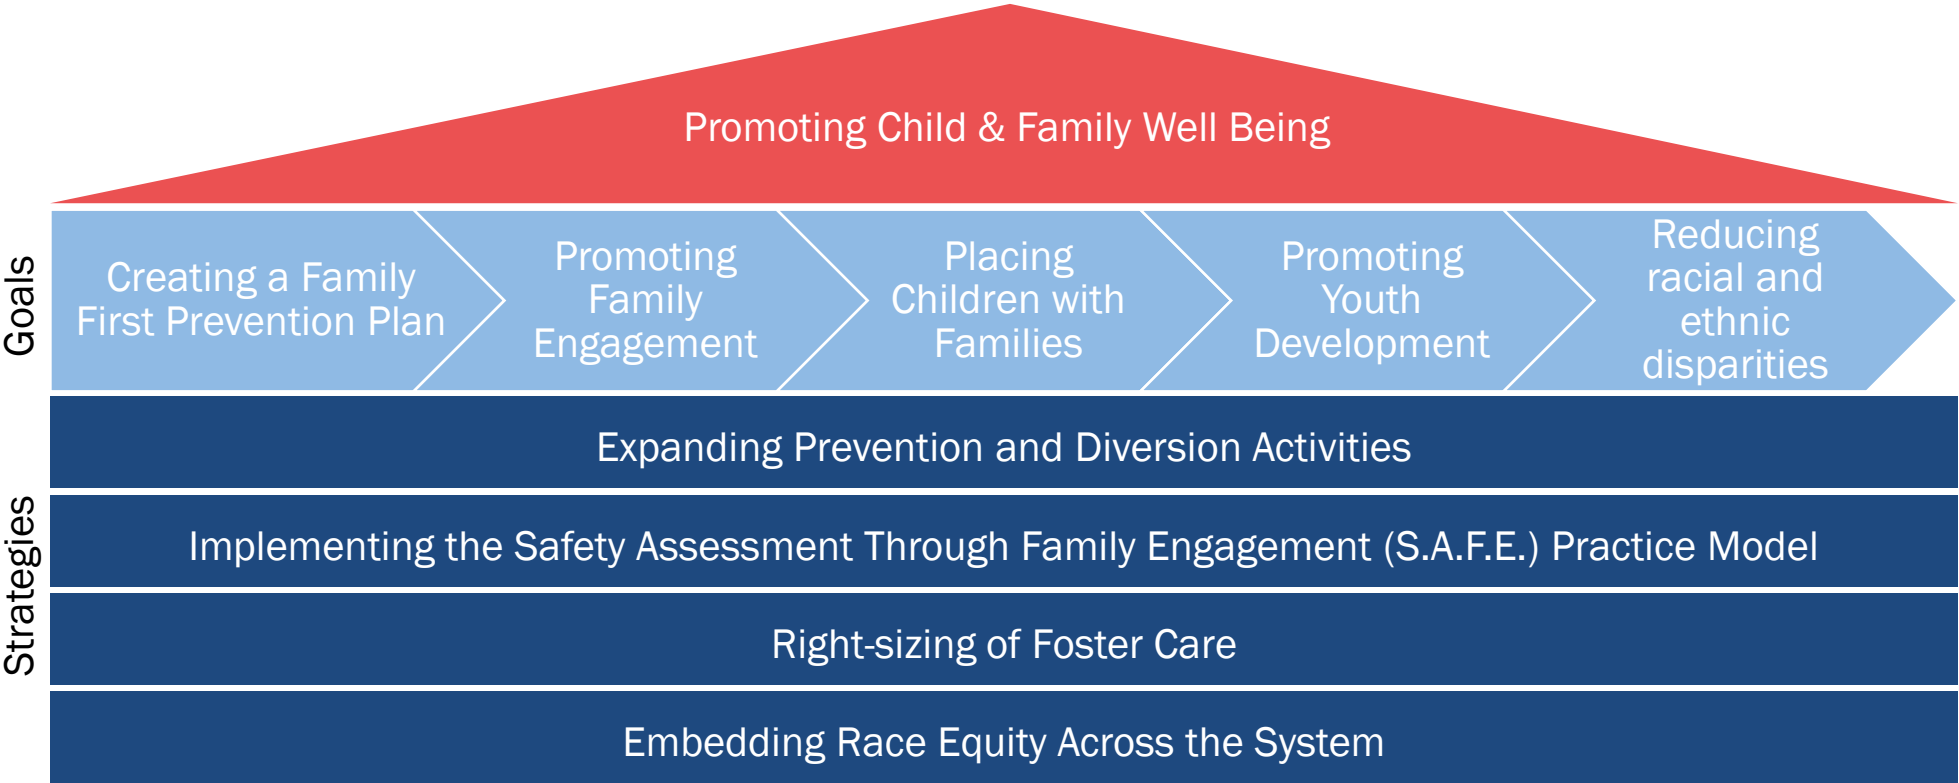 Promoting Child & Family Well Being
Goals
Creating a Family
First Prevention Plan
Promoting
Family
Engagement
Placing
Children with
Families
Promoting
Youth
Development
Reducing
racial and
ethnic
disparities
Strategies
Expanding Prevention and Diversion Activities
Implementing the Safety Assessment Through Family Engagement (S.A.F.E.) Practice Model
Right-sizing of Foster Care
Embedding Race Equity Across the System